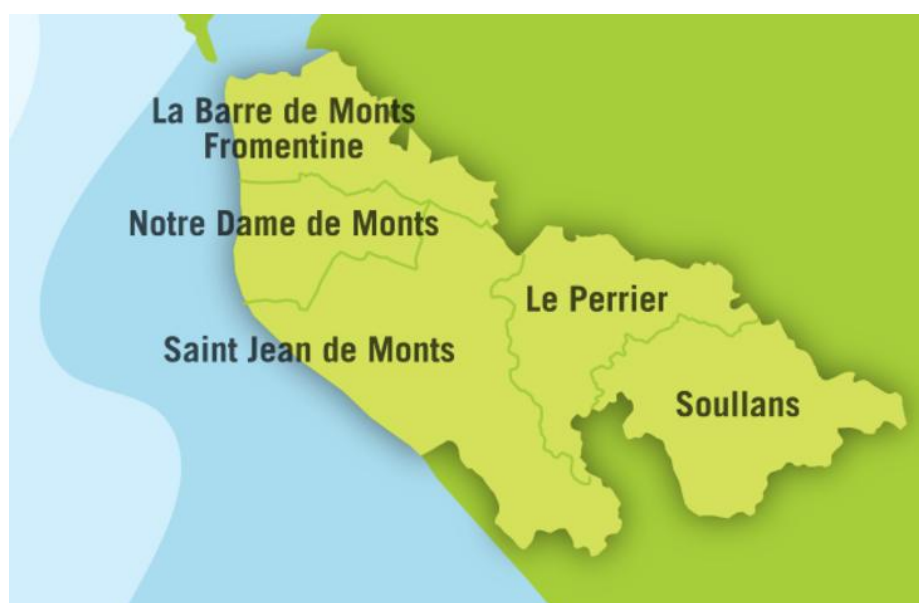 La Barre de Monts
Fromentine
Notre Dame de Monts
Le Perrier
Saint Jean de Monts
Soullans